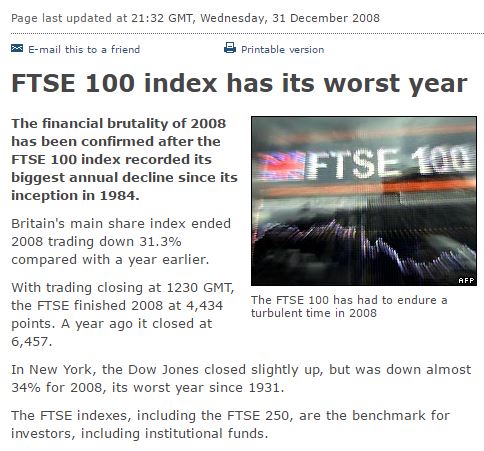 Page last updated at 21:32 GMT, Wednesday, 31 December 2008
E-mail this to a friend
Printable version
FTSE 100 index has its worst year
The financial brutality of 2008
has been confirmed after the
FTSE 100 index recorded its
biggest annual decline since its
inception in 1984.
FTSE 100
AFP
The FTSE 100 has had to endure a
turbulent time in 2008
Britain's main share index ended
2008 trading down 31.3%
compared with a year earlier.
With trading closing at 1230 GMT,
the FTSE finished 2008 at 4,434
points. A year ago it closed at
6,457.
In New York, the Dow Jones closed slightly up, but was down almost
34% for 2008, its worst year since 1931.
The FTSE indexes, including the FTSE 250, are the benchmark for
investors, including institutional funds.